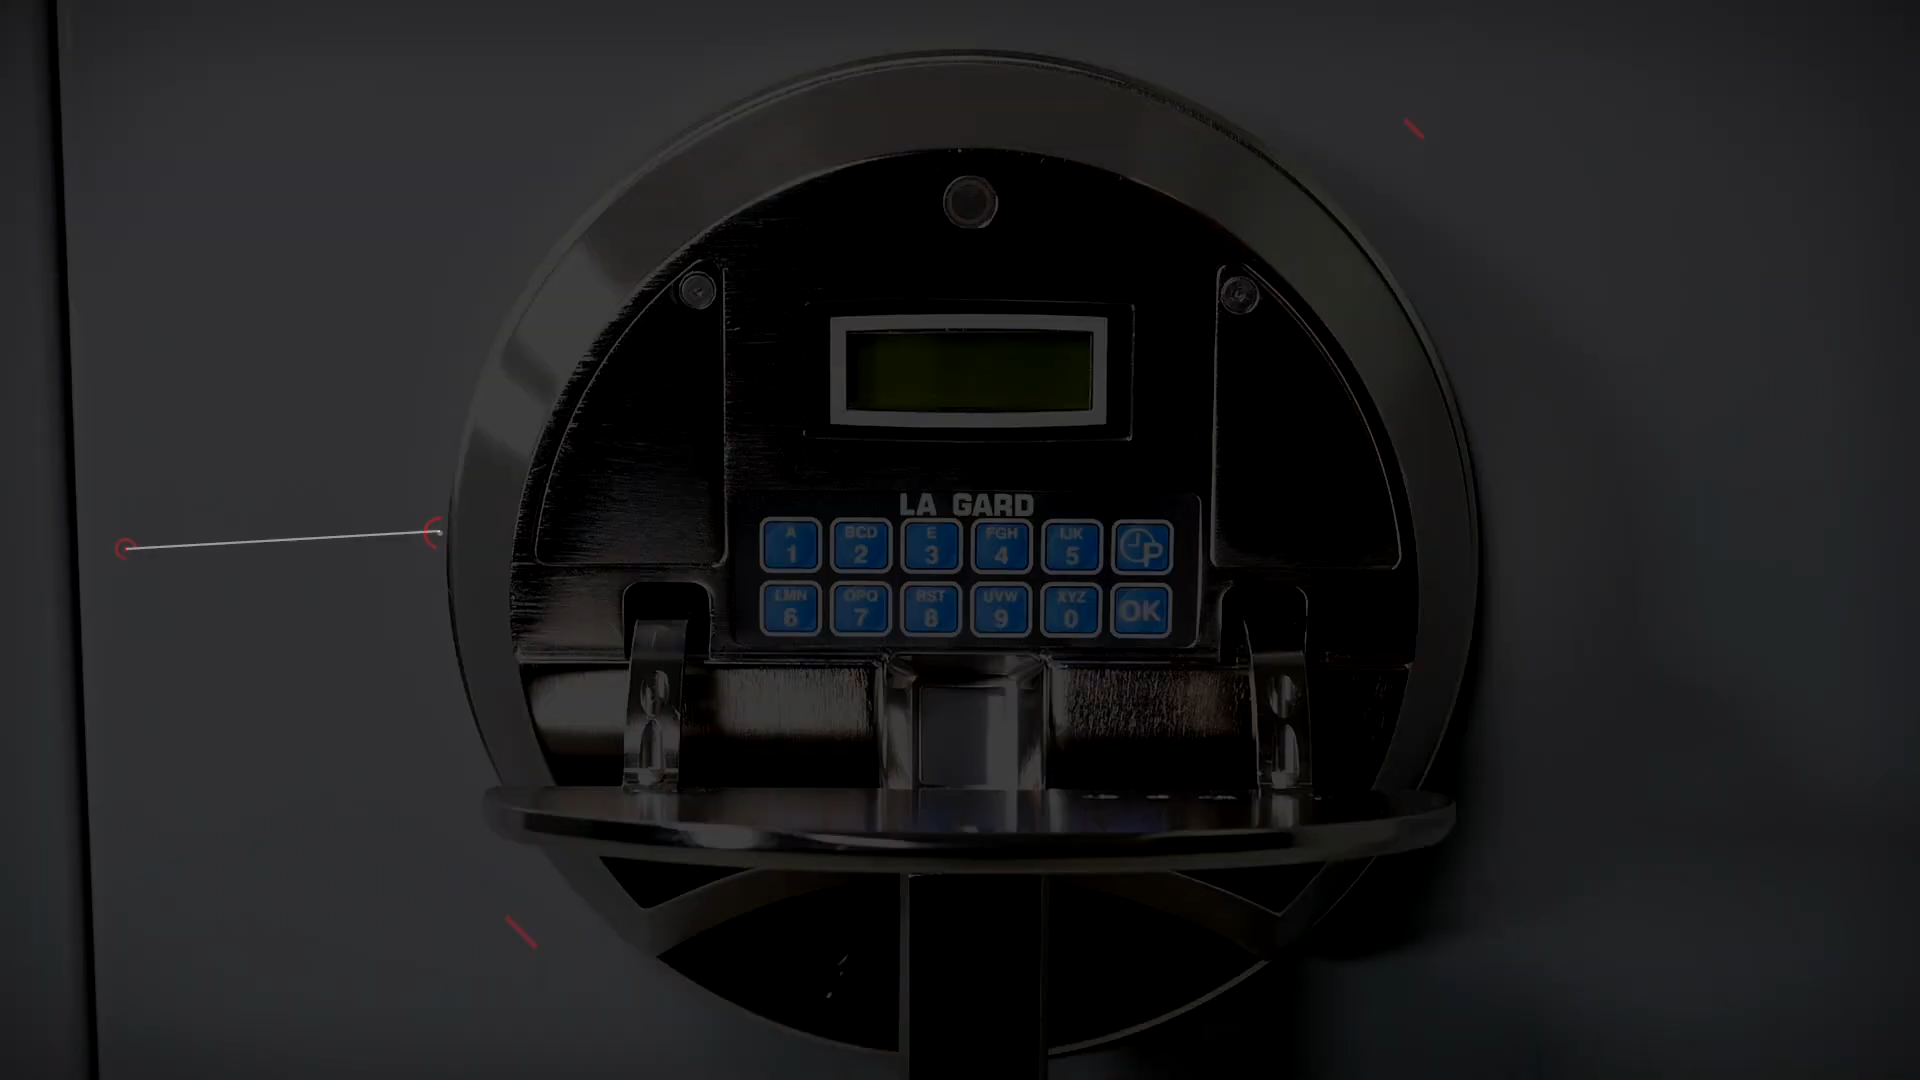 LA GARD
A BCD E FGH IJK
1 2 3 4 5 P
LMN OPQ RST UVW XYZ OK
6 7 8 9 0